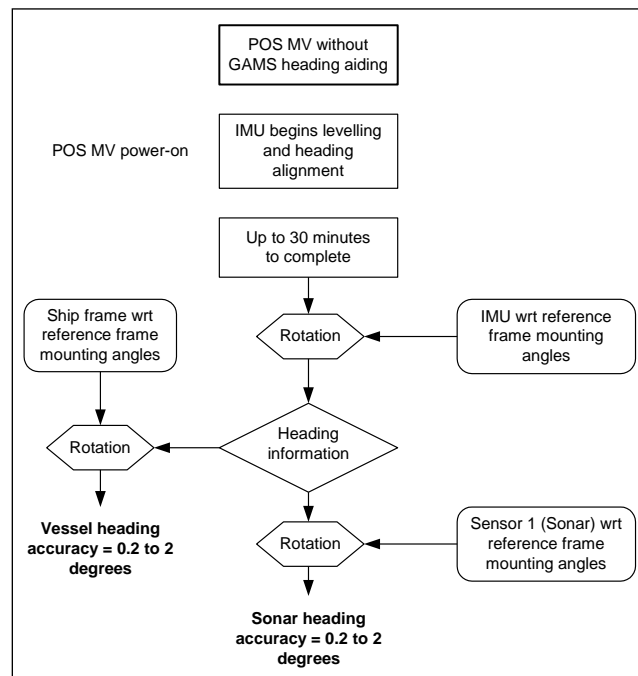 POS MV without
GAMS heading aiding
POS MV power-on
IMU begins levelling
and heading
alignment
Up to 30 minutes
to complete
Ship frame wrt
reference frame
mounting angles
Rotation
IMU wrt reference
frame mounting
angles
Rotation
Heading
information
Vessel heading
accuracy = 0.2 to 2
degrees
Rotation
Sensor 1 (Sonar) wrt
reference frame
mounting angles
Sonar heading
accuracy = 0.2 to 2
degrees